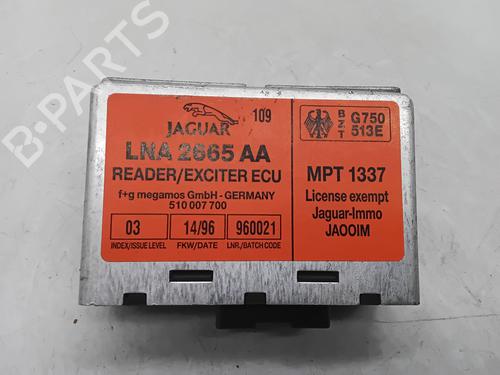 109
JAGUAR
LNA 2665 AA
READER/EXCITER ECU
f+g megamos GmbH - GERMANY
510 007 700
03
14/96
960021
INDEX/ISSUE LEVEL
FKW/DATE
LNR./BATCH CODE
BZT
G750
513E
MPT 1337
License exempt
Jaguar-Immo
JAOOIM
B-PARTS